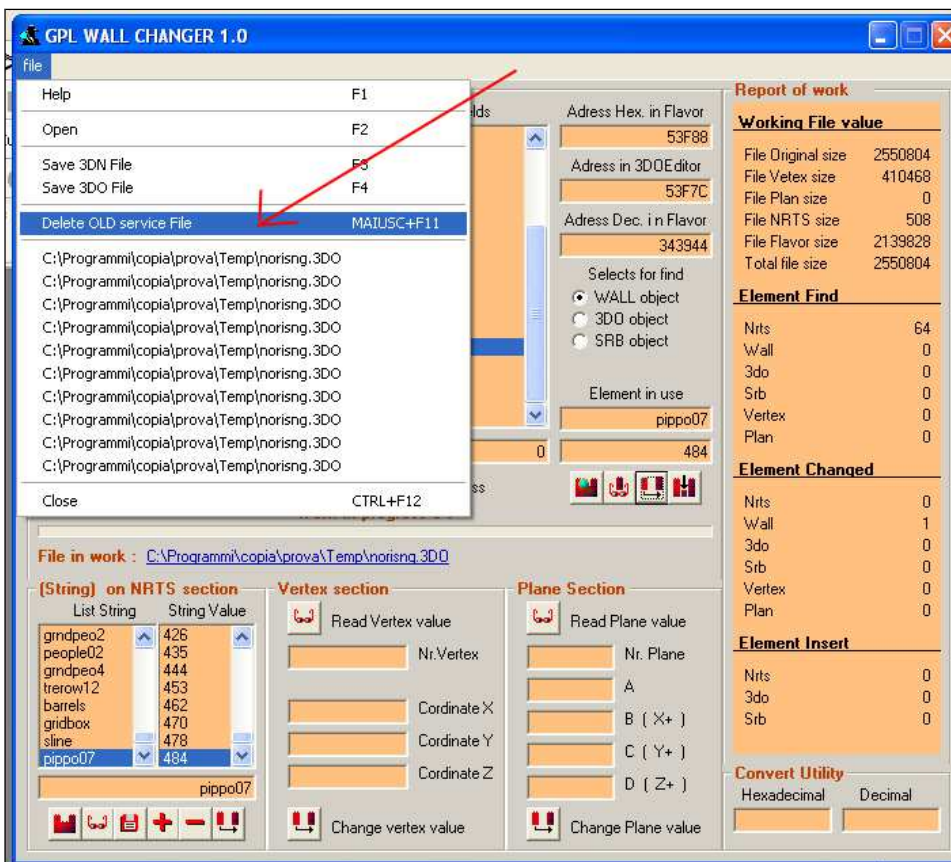 GPL WALL CHANGER 1.0
file
Help F1
Open F2
Save 3DN File F3
Save 3DO File F4
Delete OLD service File MAIUSC+F11
C:\Programmi\copia\prova\Temp\norisng.3DO
C:\Programmi\copia\prova\Temp\norisng.3DO
C:\Programmi\copia\prova\Temp\norisng.3DO
C:\Programmi\copia\prova\Temp\norisng.3DO
C:\Programmi\copia\prova\Temp\norisng.3DO
C:\Programmi\copia\prova\Temp\norisng.3DO
C:\Programmi\copia\prova\Temp\norisng.3DO
C:\Programmi\copia\prova\Temp\norisng.3DO
C:\Programmi\copia\prova\Temp\norisng.3DO
C:\Programmi\copia\prova\Temp\norisng.3DO
Close CTRL+F12
0
Adress Hex. in Flavor
53F88
Adress in 3DOEditor
53F7C
Adress Dec. in Flavor
343944
Selects for find
WALL object
3DO object
SRB object
Element in use
pippo07
484
File in work : C:\Programmi\copia\prova\Temp\norisng.3DO
(String) on NRTS section
List String String Value
grndpeo2 426
people02 435
grndpeo4 444
trerow12 453
barrels 462
gridbox 470
sline 478
pippo07 484
pippo07
Vertex section
Read Vertex value
Nr.Vertex
Cordinate X
Cordinate Y
Cordinate Z
Change vertex value
Plane Section
Read Plane value
Nr. Plane
A
B ( X+ )
C ( Y+ )
D ( Z+ )
Change Plane value
Report of work
Working File value
File Original size 2550804
File Vetex size 410468
File Plan size 0
File NRTS size 508
File Flavor size 2139828
Total file size 2550804
Element Find
Nrts 64
Wall 0
3do 0
Srb 0
Vertex 0
Plan 0
Element Changed
Nrts 0
Wall 1
3do 0
Srb 0
Vertex 0
Plan 0
Element Insert
Nrts 0
3do 0
Srb 0
Convert Utility
Hexadecimal Decimal